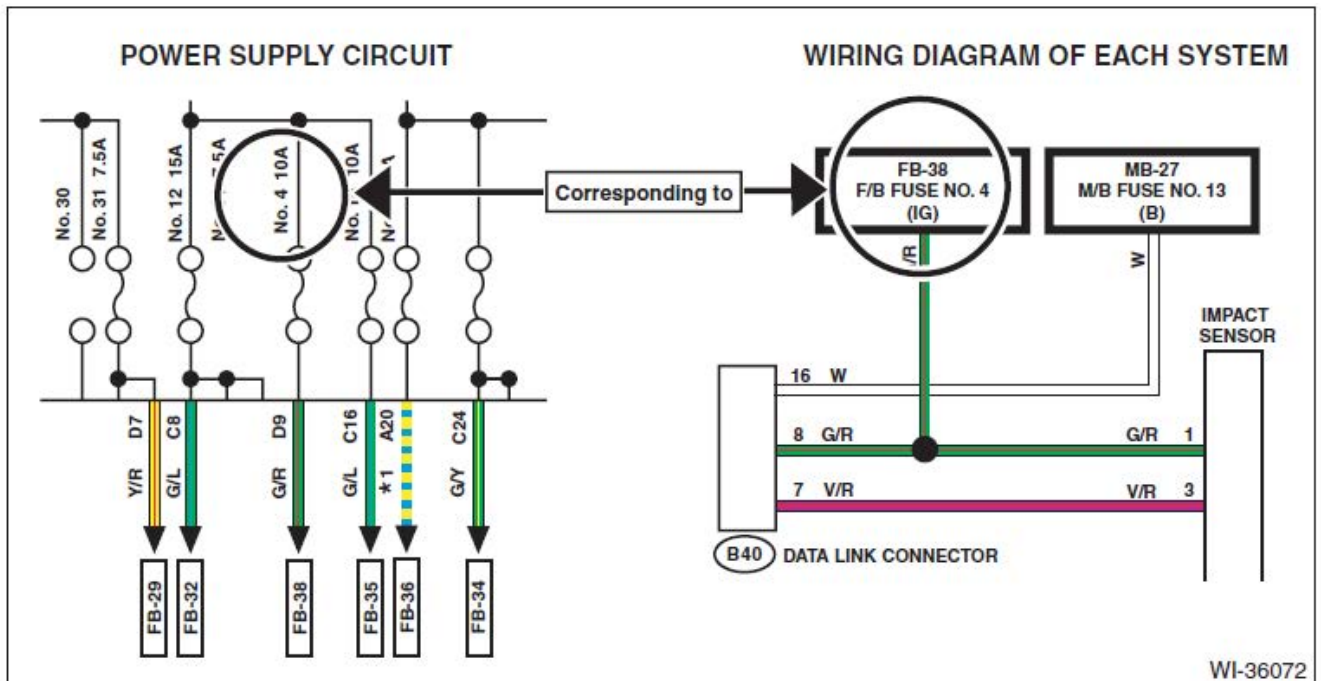 POWER SUPPLY CIRCUIT
WIRING DIAGRAM OF EACH SYSTEM
No. 30
No. 31 7.5A
No. 12 15A
5A
No. 4 10A
10A
Corresponding to
FB-38
F/B FUSE NO. 4
(IG)
MB-27
M/B FUSE NO. 13
(B)
/R
W
IMPACT
SENSOR
16 W
8 G/R
G/R 1
7 V/R
V/R 3
B40 DATA LINK CONNECTOR
D7
C8
D9
C16
A20
C24
Y/R
G/L
G/R
G/L
*1
G/Y
FB-29
FB-32
FB-38
FB-35
FB-36
FB-34
WI-36072